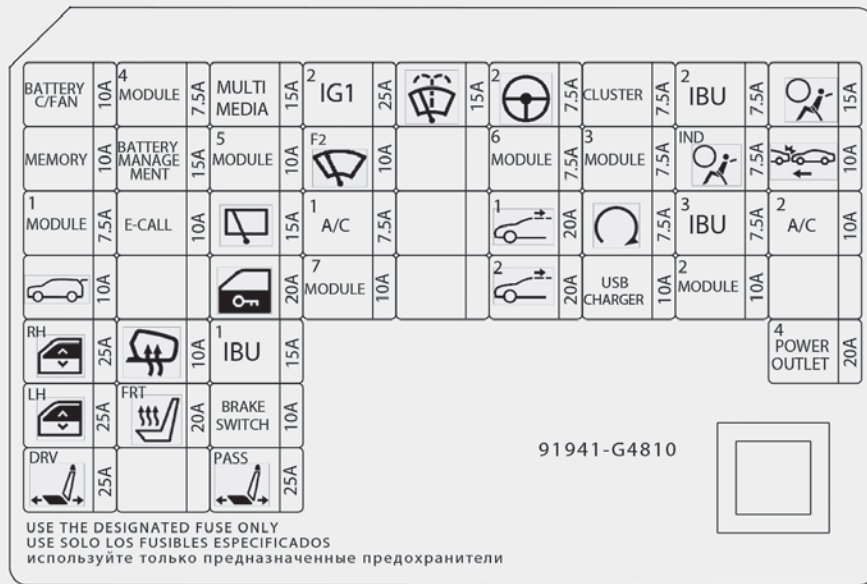 BATTERY C/FAN 10A 4 MODULE 7.5A MULTI MEDIA 15A 2 IG1 25A 15A 2 7.5A CLUSTER 7.5A 2 IBU 7.5A 15A
MEMORY 10A BATTERY MANAGE MENT 15A 5 MODULE 10A F2 10A 6 MODULE 7.5A 3 MODULE 7.5A IND 7.5A 10A
1 MODULE 7.5A E-CALL 10A 15A 1 A/C 7.5A 1 20A 7.5A 3 IBU 7.5A 2 A/C 10A
10A 20A 7 MODULE 10A 2 20A USB CHARGER 10A 2 MODULE 10A
RH 25A 10A 1 IBU 15A 4 POWER OUTLET 20A
LH 25A FRT 20A BRAKE SWITCH 10A
DRV 25A PASS 25A
91941-G4810
USE THE DESIGNATED FUSE ONLY
USE SOLO LOS FUSIBLES ESPECIFICADOS
используйте только предназначенные предохранители